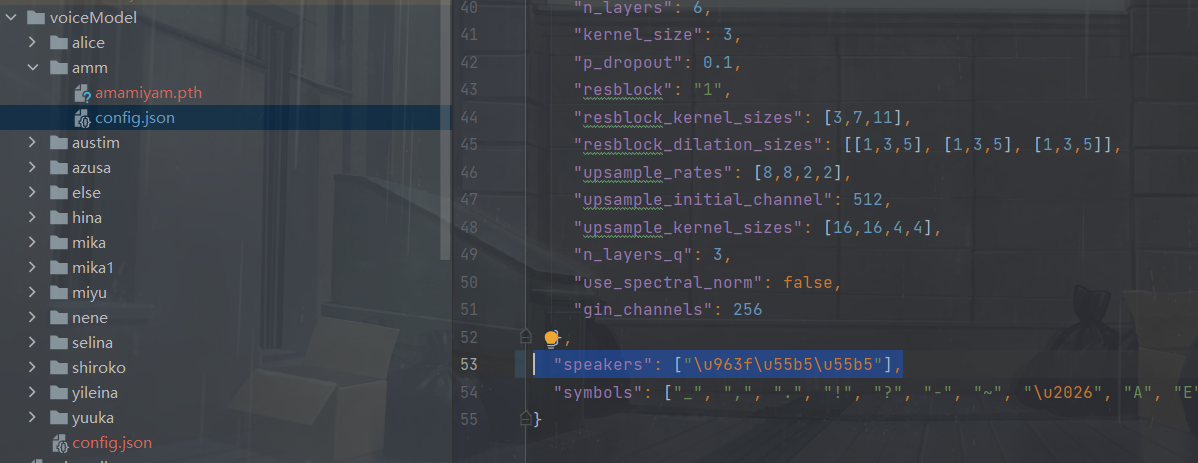 voiceModel
alice
amm
amamiyam.pth
config.json
austim
azusa
else
hina
mika
mika1
miyu
nene
selina
shiroko
yileina
yuuka
config.json
40 "n_layers": 6,
41 "kernel_size": 3,
42 "p_dropout": 0.1,
43 "resblock": "1",
44 "resblock_kernel_sizes": [3,7,11],
45 "resblock_dilation_sizes": [[1,3,5], [1,3,5], [1,3,5]],
46 "upsample_rates": [8,8,2,2],
47 "upsample_initial_channel": 512,
48 "upsample_kernel_sizes": [16,16,4,4],
49 "n_layers_q": 3,
50 "use_spectral_norm": false,
51 "gin_channels": 256
52 },
53 "speakers": ["\u963f\u55b5\u55b5"],
54 "symbols": ["_", ",", ".", "!", "?", "-", "~", "\u2026", "A", "E"
55 }